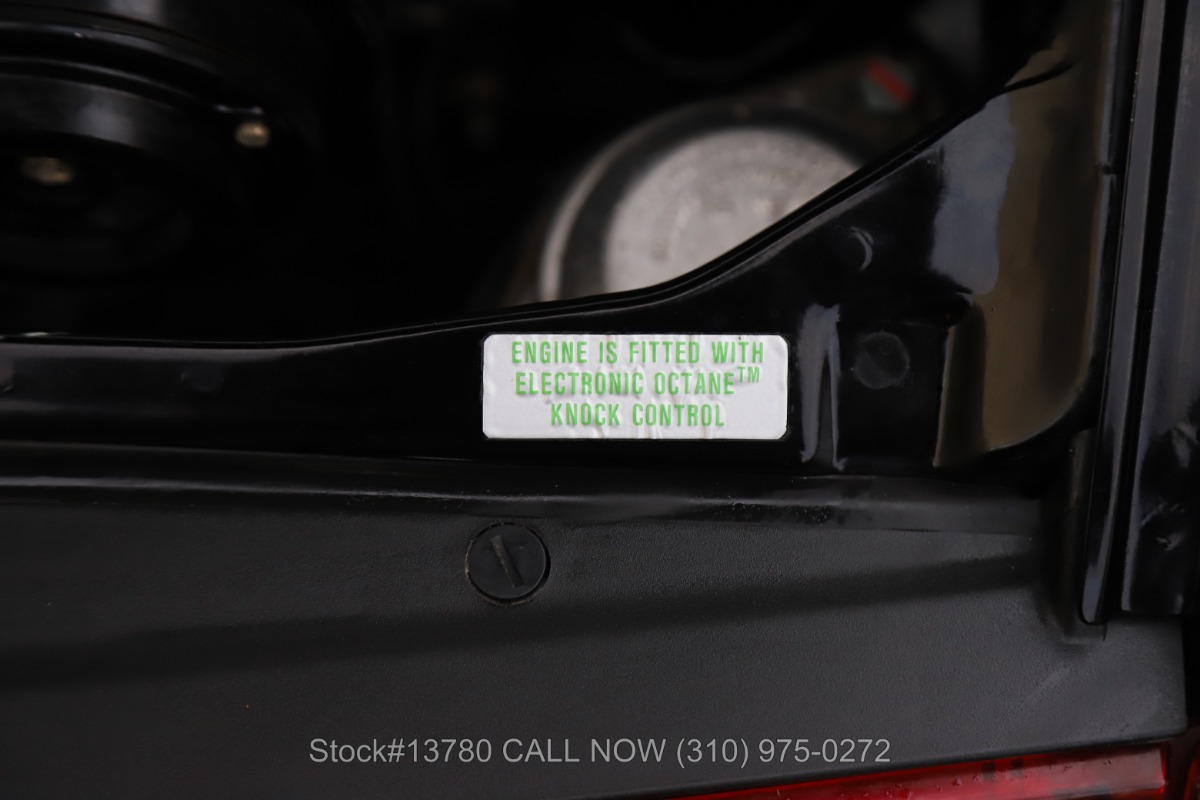 ENGINE IS FITTED WITH
ELECTRONIC OCTANE™
KNOCK CONTROL
Stock#13780 CALL NOW (310) 975-0272